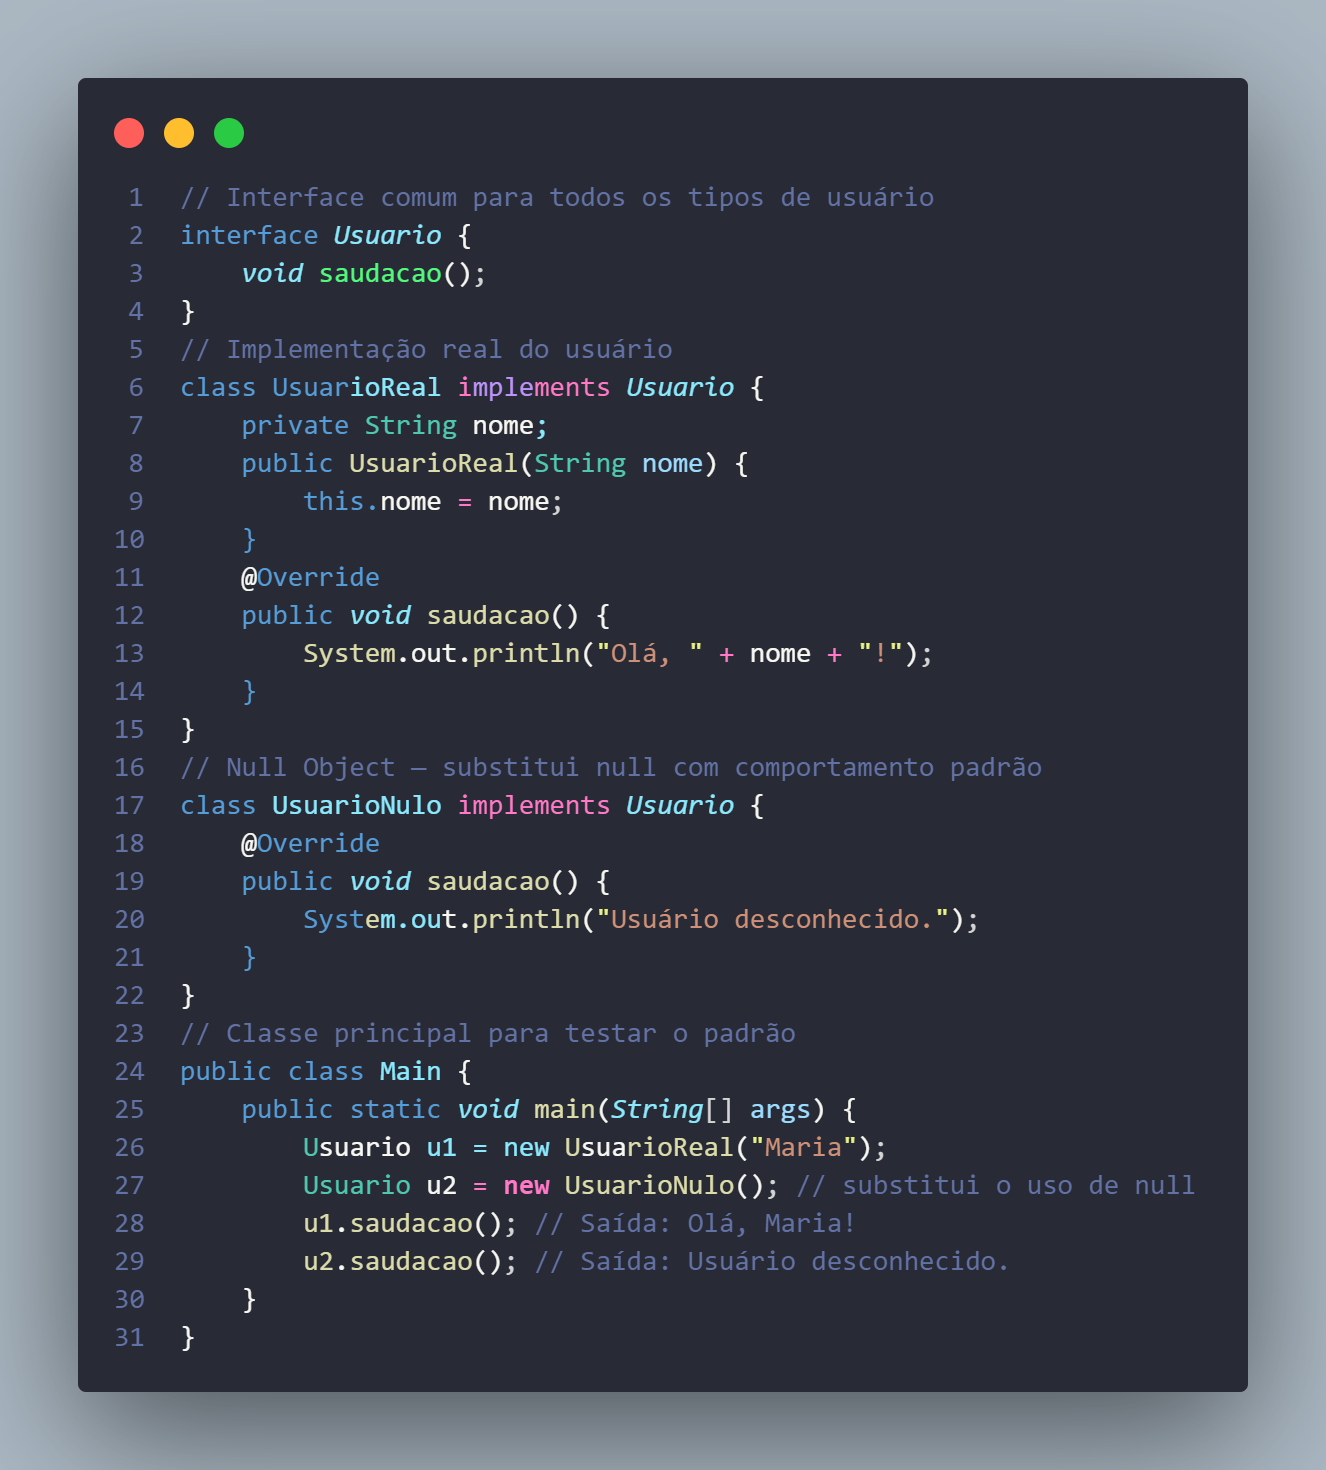 1 // Interface comum para todos os tipos de usuário
2 interface Usuario {
3     void saudacao();
4 }
5 // Implementação real do usuário
6 class UsuarioReal implements Usuario {
7     private String nome;
8     public UsuarioReal(String nome) {
9         this.nome = nome;
10     }
11     @Override
12     public void saudacao() {
13         System.out.println("Olá, " + nome + "!");
14     }
15 }
16 // Null Object – substitui null com comportamento padrão
17 class UsuarioNulo implements Usuario {
18     @Override
19     public void saudacao() {
20         System.out.println("Usuário desconhecido.");
21     }
22 }
23 // Classe principal para testar o padrão
24 public class Main {
25     public static void main(String[] args) {
26         Usuario u1 = new UsuarioReal("Maria");
27         Usuario u2 = new UsuarioNulo(); // substitui o uso de null
28         u1.saudacao(); // Saída: Olá, Maria!
29         u2.saudacao(); // Saída: Usuário desconhecido.
30     }
31 }